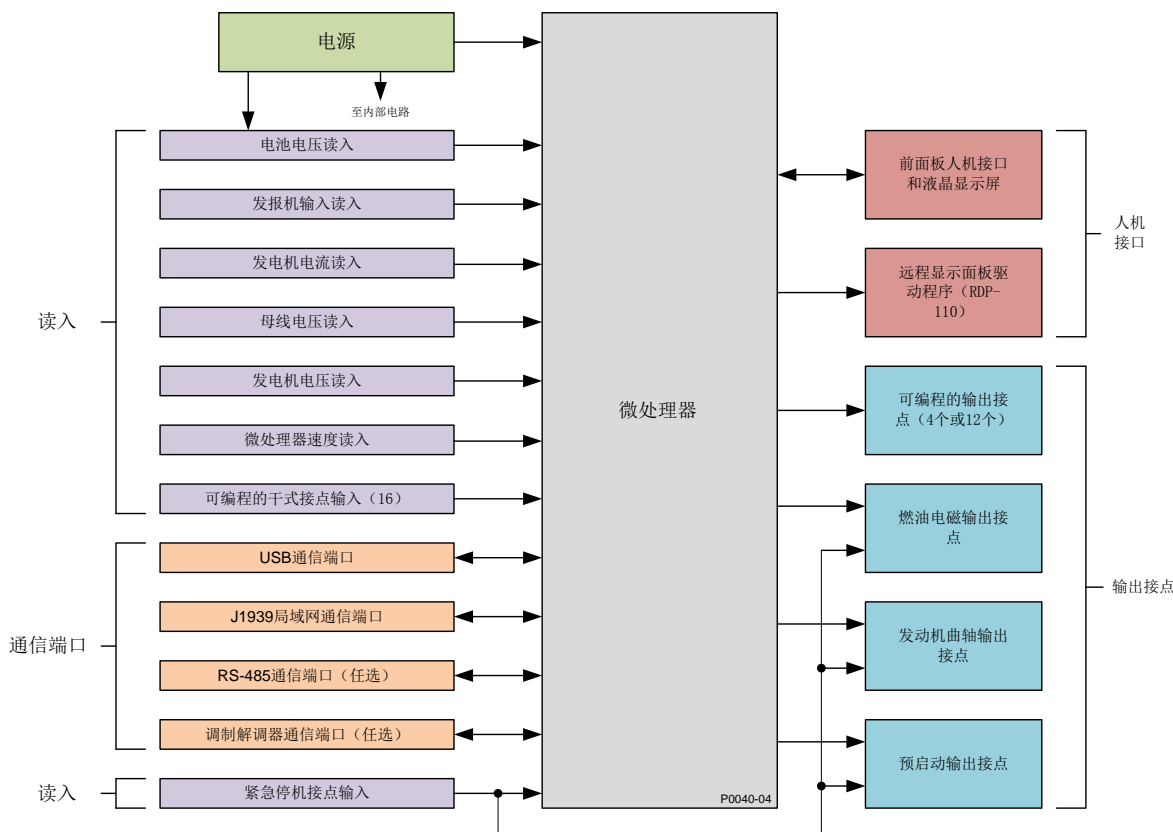 电源
至内部电路
读入
电池电压读入
发报机输入读入
发电机电流读入
母线电压读入
发电机电压读入
微处理器速度读入
可编程的干式接点输入（16）
通信端口
USB通信端口
J1939局域网通信端口
RS-485通信端口（任选）
调制解调器通信端口（任选）
读入
紧急停机接点输入
微处理器
P0040-04
前面板人机接口
和液晶显示屏
远程显示面板驱
动程序（RDP-
110）
人机
接口
可编程的输出接
点（4个或12个）
燃油电磁输出接
点
发动机曲轴输出
接点
预启动输出接点
输出接点